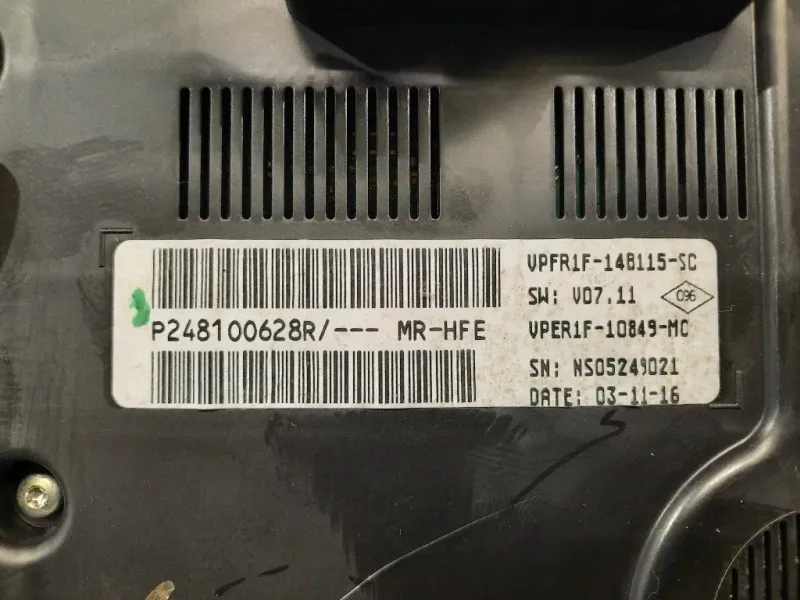 VPFR1F-14B115-SC
SW: V07.11
096
P248100628R/--- MR-HFE
VPER1F-10849-MC
SN: NS05249021
DATE: 03-11-16